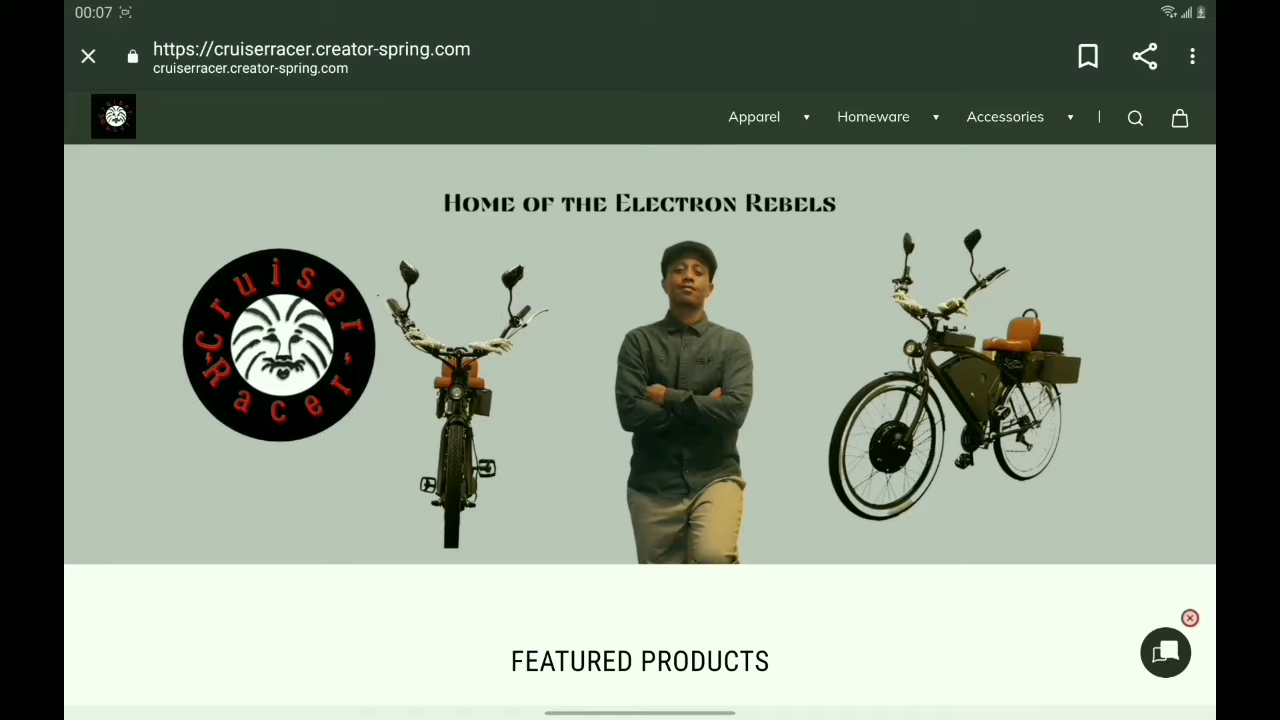 00:07
https://cruiserracer.creator-spring.com
cruiserracer.creator-spring.com
Apparel
Homeware
Accessories
Home of the Electron Rebels
Cruiser
Racer
FEATURED PRODUCTS